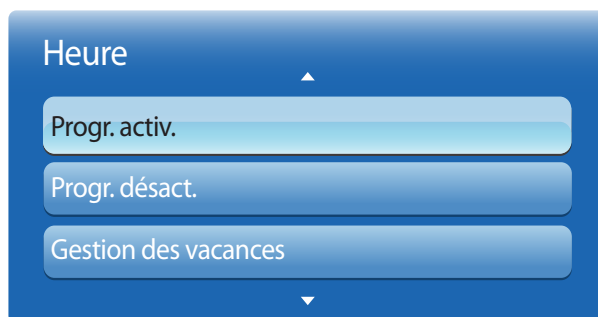 Heure
Progr. activ.
Progr. désact.
Gestion des vacances